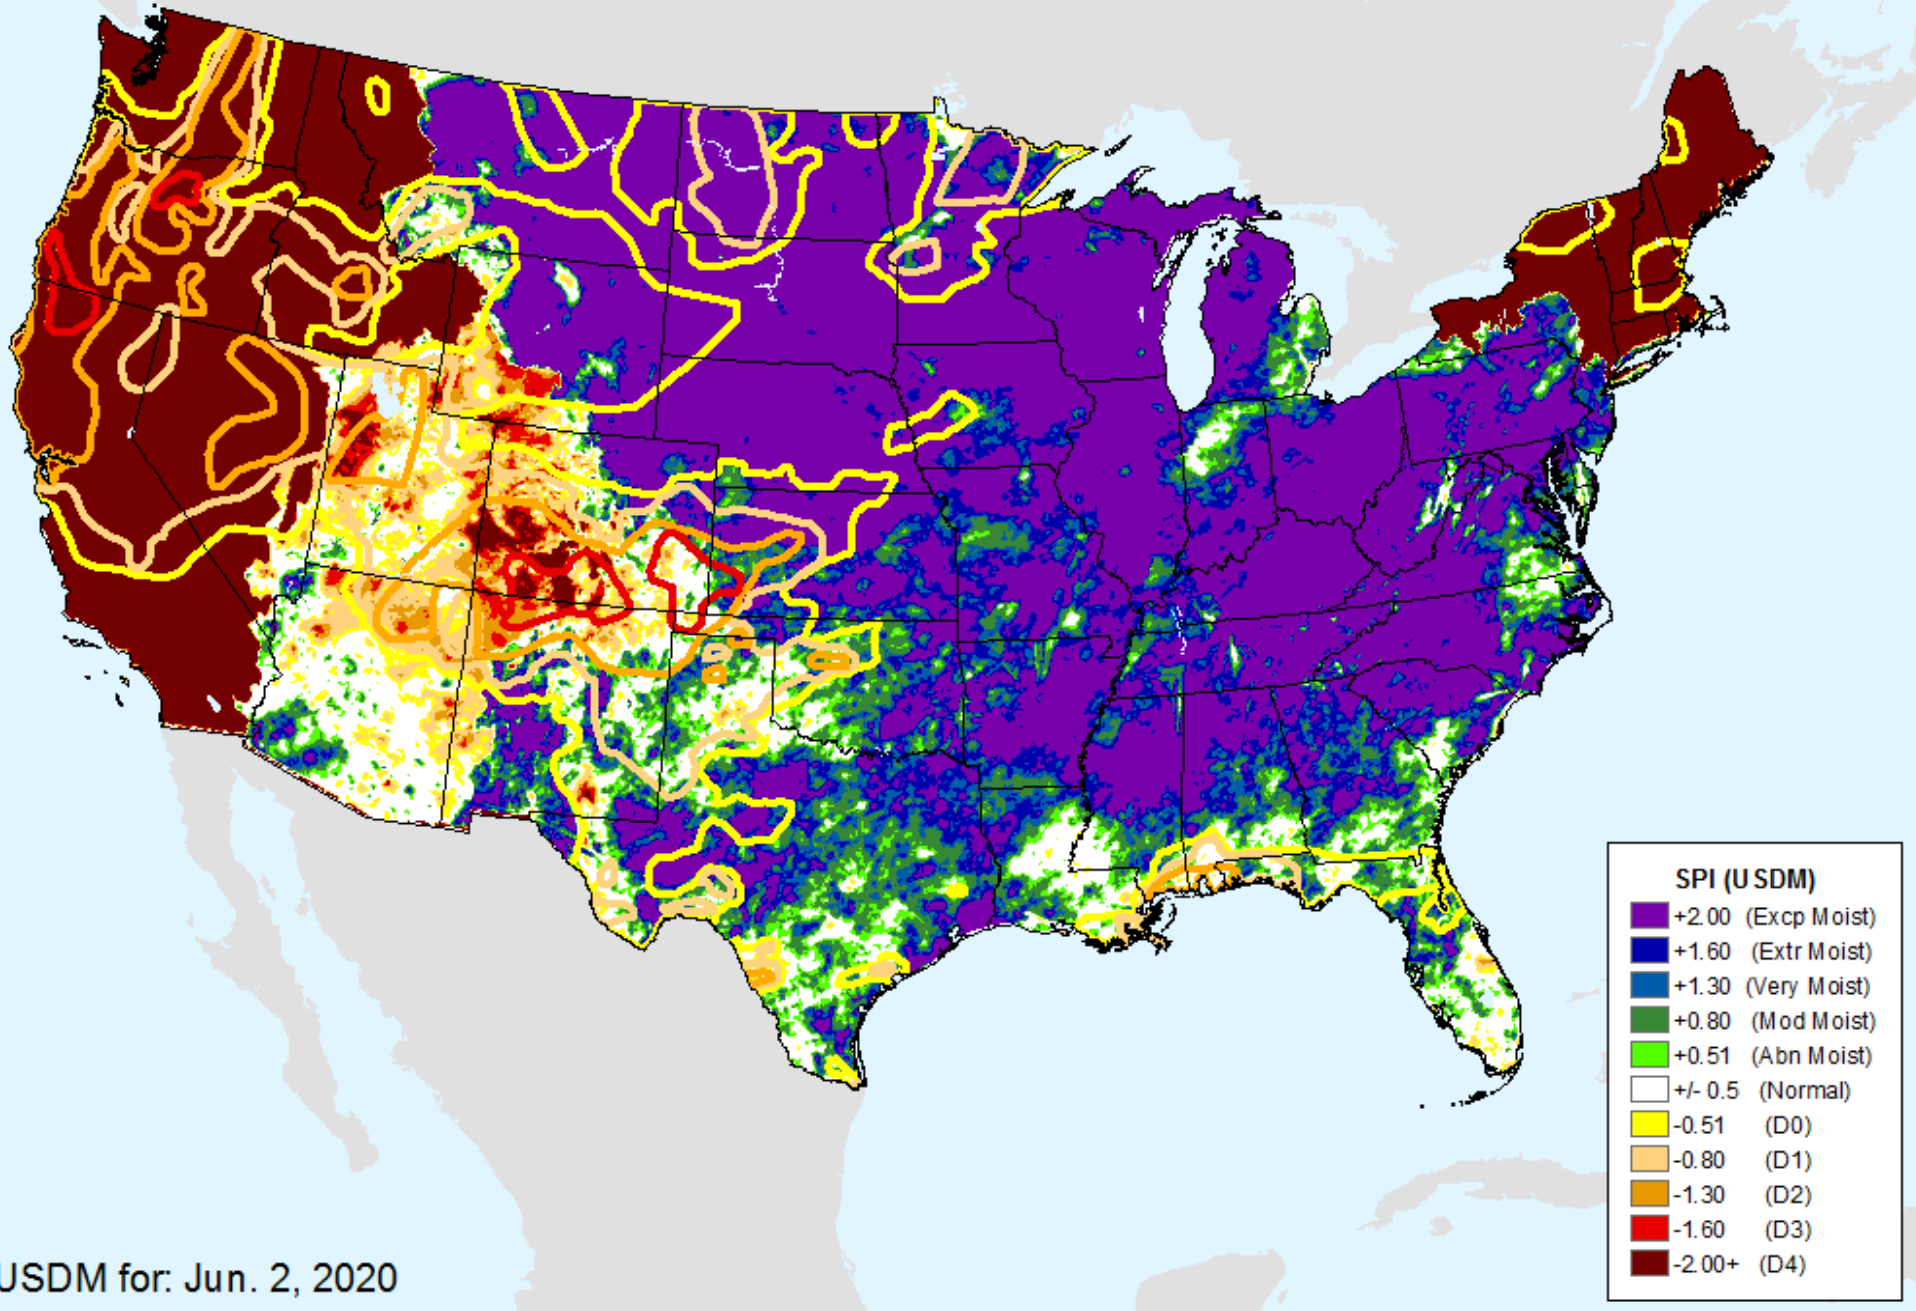 SPI (USDM)
+2.00 (Excp Moist)
+1.60 (Extr Moist)
+1.30 (Very Moist)
+0.80 (Mod Moist)
+0.51 (Abn Moist)
+/- 0.5 (Normal)
-0.51 (D0)
-0.80 (D1)
-1.30 (D2)
-1.60 (D3)
-2.00+ (D4)
USDM for: Jun. 2, 2020